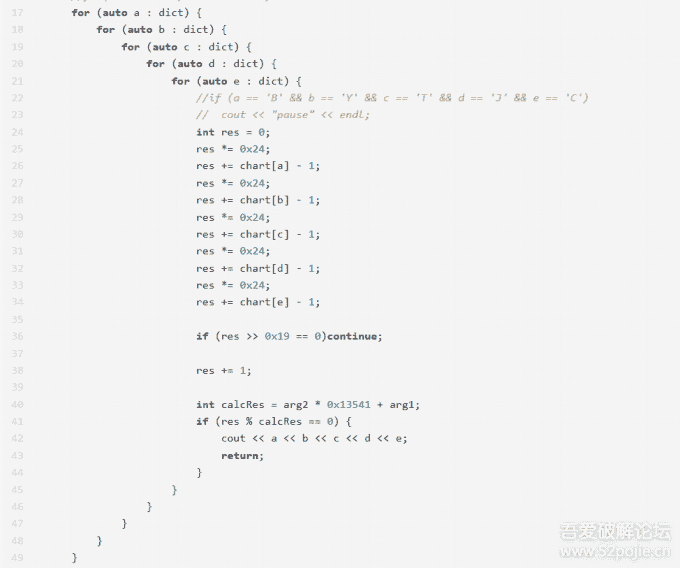 17 for (auto a : dict) {
18 for (auto b : dict) {
19 for (auto c : dict) {
20 for (auto d : dict) {
21 for (auto e : dict) {
22 //if (a == 'B' && b == 'Y' && c == 'T' && d == 'J' && e == 'C')
23 // cout << "pause" << endl;
24 int res = 0;
25 res *= 0x24;
26 res += chart[a] - 1;
27 res *= 0x24;
28 res += chart[b] - 1;
29 res *= 0x24;
30 res += chart[c] - 1;
31 res *= 0x24;
32 res += chart[d] - 1;
33 res *= 0x24;
34 res += chart[e] - 1;
35
36 if (res >> 0x19 == 0)continue;
37
38 res += 1;
39
40 int calcRes = arg2 * 0x13541 + arg1;
41 if (res % calcRes == 0) {
42 cout << a << b << c << d << e;
43 return;
44 }
45 }
46 }
47 }
48 }
49 }
吾爱破解论坛
www.52pojie.cn